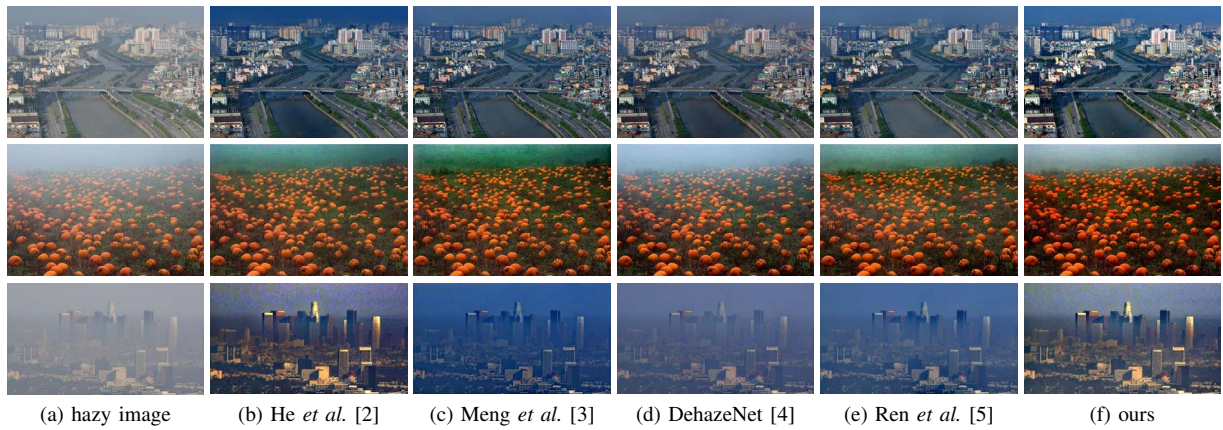 (a) hazy image
(b) He et al. [2]
(c) Meng et al. [3]
(d) DehazeNet [4]
(e) Ren et al. [5]
(f) ours